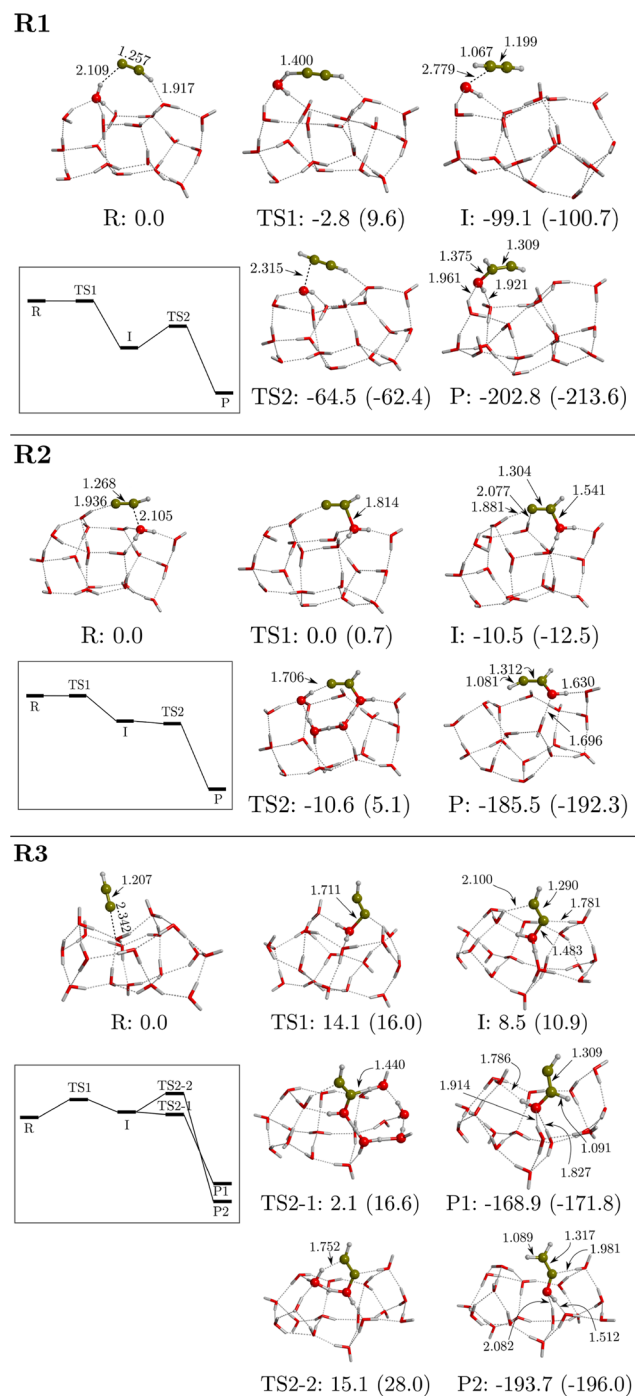 R1
1.257
2.109
1.917
1.400
1.067
1.199
2.779
R: 0.0
TS1: -2.8 (9.6)
I: -99.1 (-100.7)
R
TS1
I
TS2
P
2.315
1.375
1.309
1.961
1.921
TS2: -64.5 (-62.4)
P: -202.8 (-213.6)
R2
1.268
1.936
2.105
1.814
1.304
2.077
1.881
1.541
R: 0.0
TS1: 0.0 (0.7)
I: -10.5 (-12.5)
R
TS1
I
TS2
P
1.706
1.312
1.081
1.630
1.696
TS2: -10.6 (5.1)
P: -185.5 (-192.3)
R3
1.207
2.342
1.711
2.100
1.290
1.781
1.483
R: 0.0
TS1: 14.1 (16.0)
I: 8.5 (10.9)
R
TS1
I
TS2-2
TS2-1
P1
P2
1.440
1.786
1.309
1.914
1.091
1.827
TS2-1: 2.1 (16.6)
P1: -168.9 (-171.8)
1.752
1.089
1.317
1.981
2.082
1.512
TS2-2: 15.1 (28.0)
P2: -193.7 (-196.0)